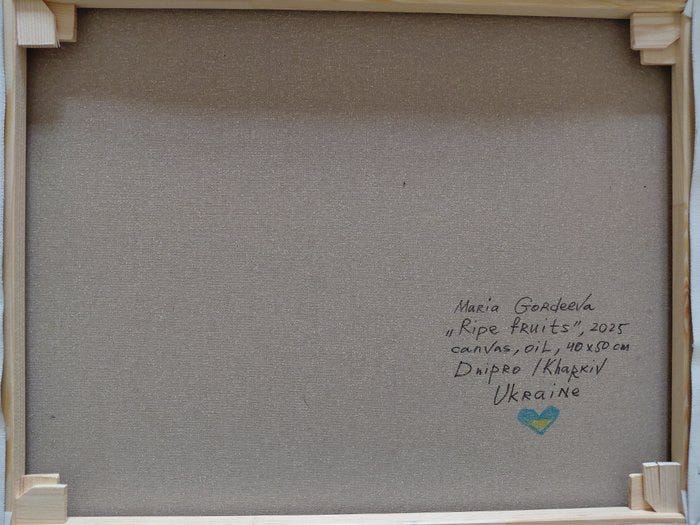 Maria Gordeeva
„Ripe fruits”, 2025
canvas, oil, 40x50 cm
Dnipro / Kharkiv
Ukraine